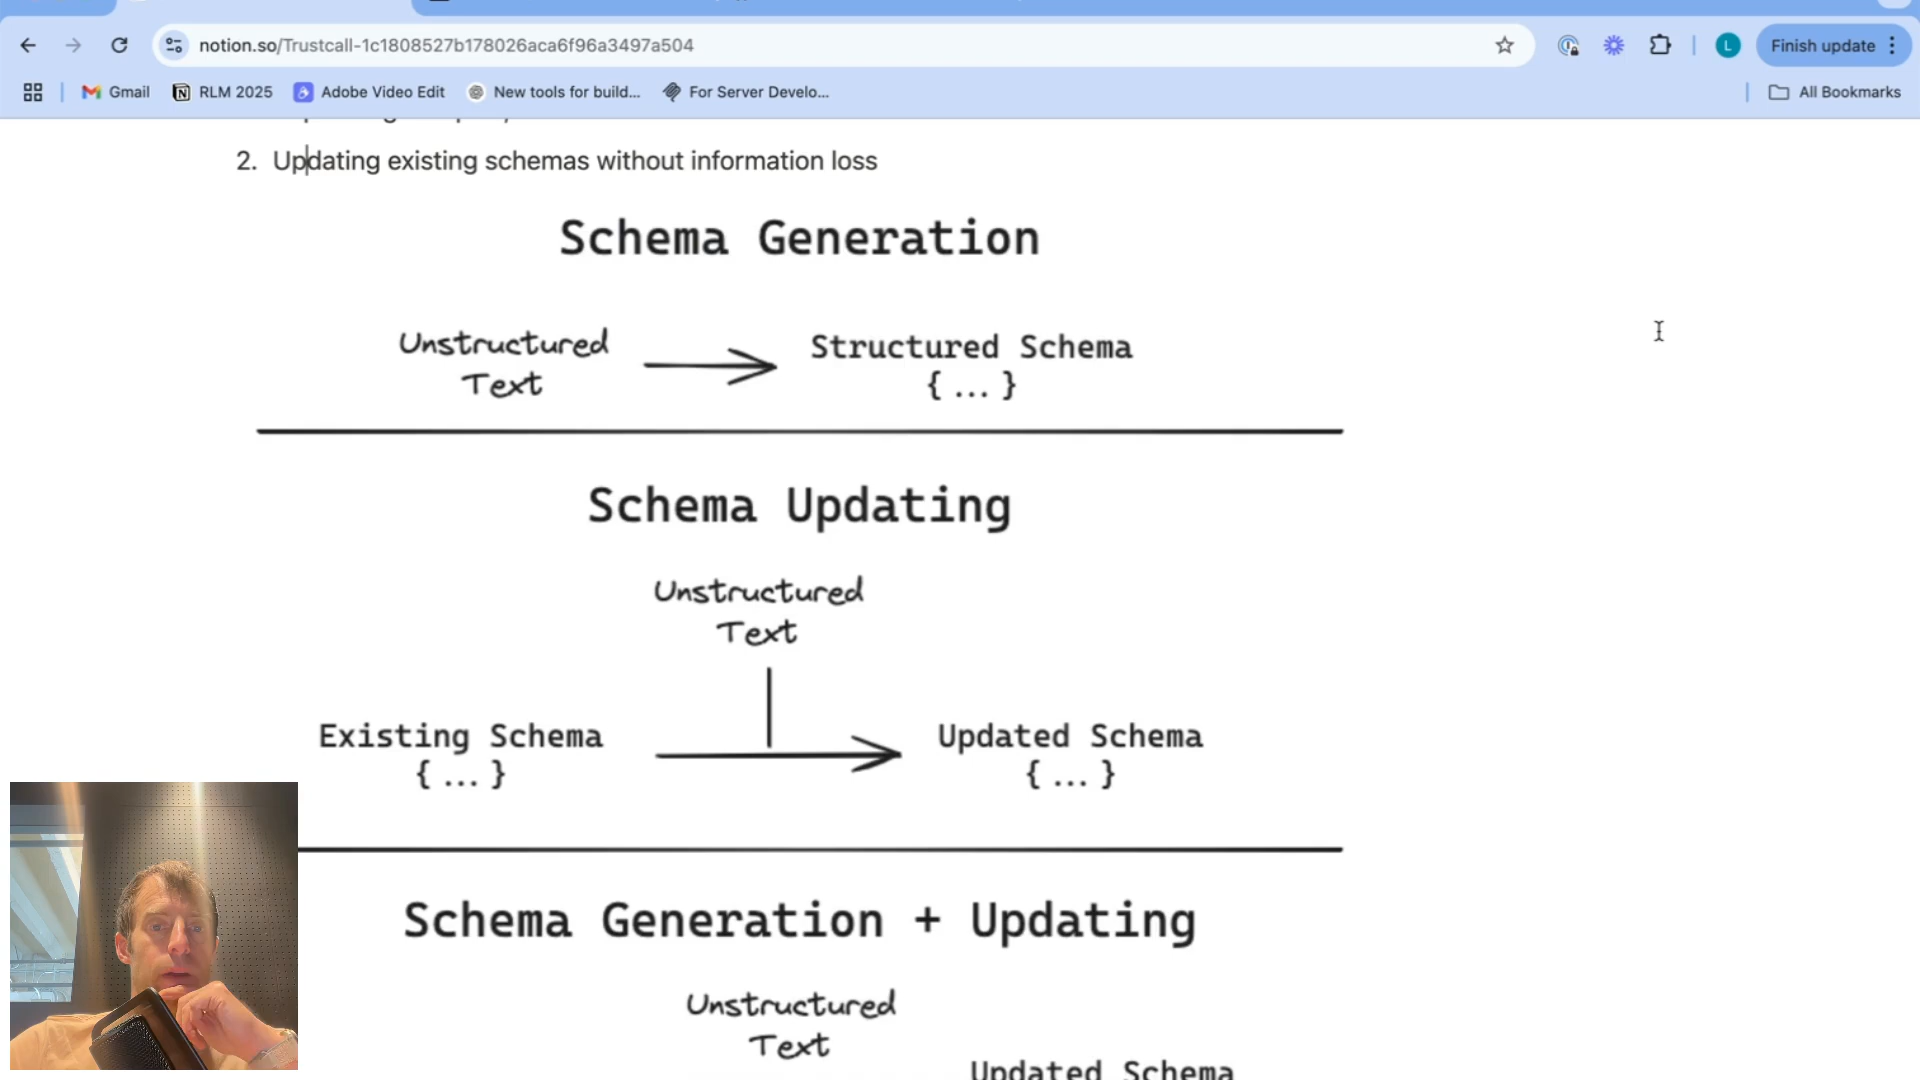 notion.so/Trustcall-1c1808527b178026aca6f96a3497a504
L
Finish update
Gmail
RLM 2025
Adobe Video Edit
New tools for build...
For Server Develo...
All Bookmarks
2. Updating existing schemas without information loss
Schema Generation
Unstructured
Text
Structured Schema
{ ... }
Schema Updating
Unstructured
Text
Existing Schema
{ ... }
Updated Schema
{ ... }
Schema Generation + Updating
Unstructured
Text
Updated Schema